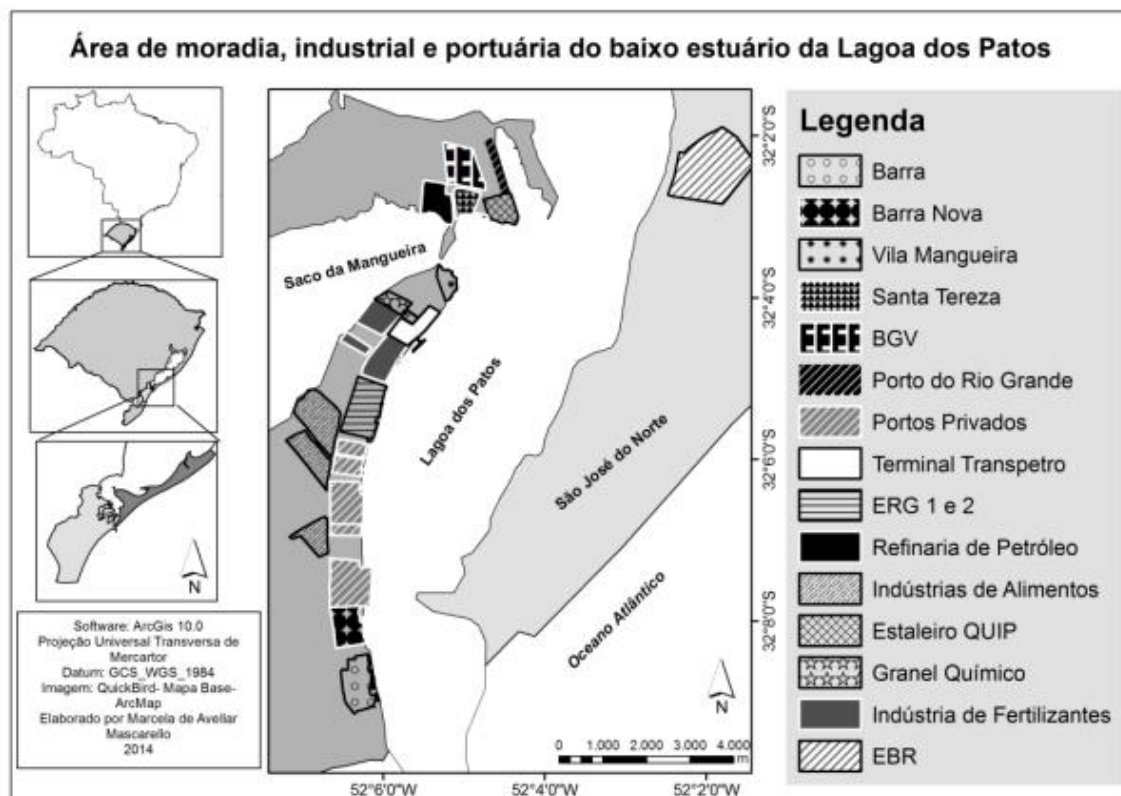 Área de moradia, industrial e portuária do baixo estuário da Lagoa dos Patos
N
Software: ArcGis 10.0
Projeção Universal Transversa de
Mercartor
Datum: GCS_WGS_1984
Imagem: QuickBird- Mapa Base-
ArcMap
Elaborado por Marcela de Avellar
Mascarello
2014
Saco da Mangueira
Lagoa dos Patos
São José do Norte
Oceano Atlântico
N
0 1.000 2.000 3.000 4.000
m
32°2'0"S
32°4'0"S
32°6'0"S
32°8'0"S
52°6'0"W
52°4'0"W
52°2'0"W
Legenda
Barra
Barra Nova
Vila Mangueira
Santa Tereza
BGV
Porto do Rio Grande
Portos Privados
Terminal Transpetro
ERG 1 e 2
Refinaria de Petróleo
Indústrias de Alimentos
Estaleiro QUIP
Granel Químico
Indústria de Fertilizantes
EBR